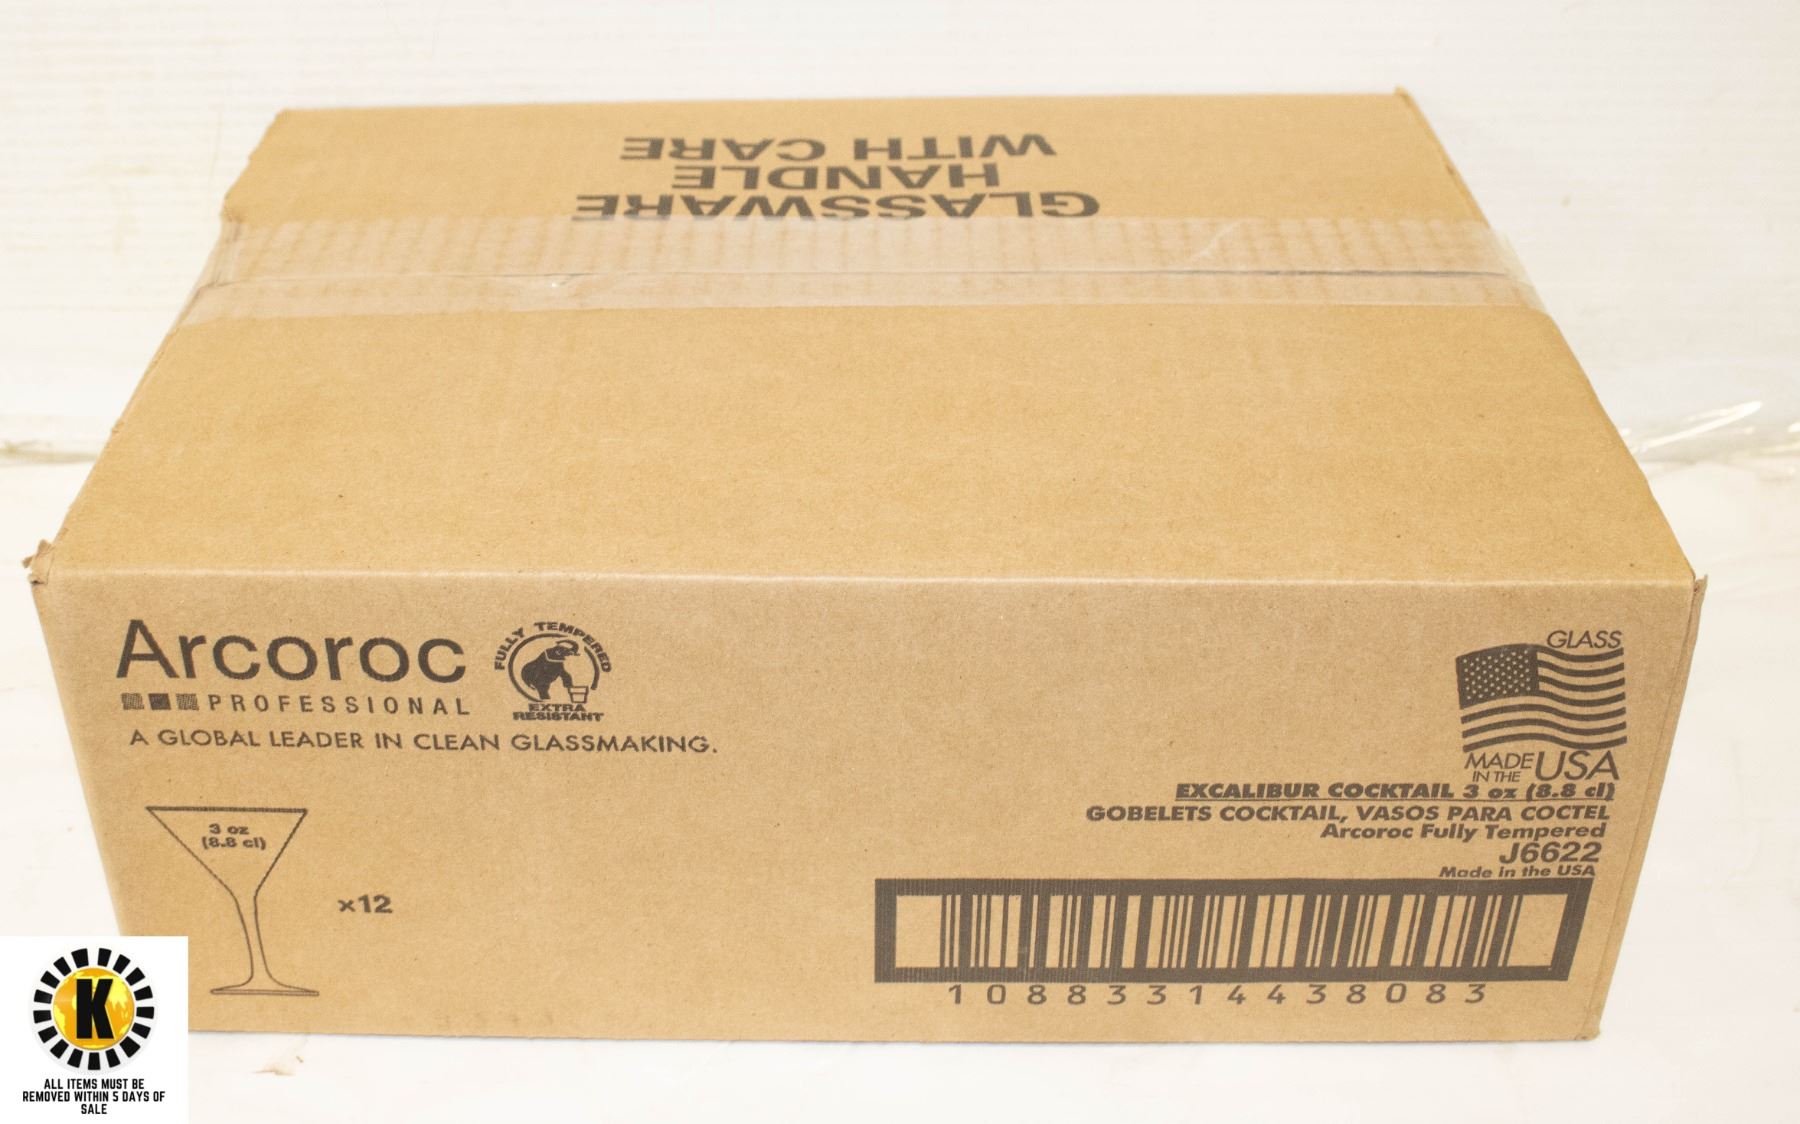 GLASSWARE
HANDLE
WITH CARE
Arcoroc
PROFESSIONAL
FULLY TEMPERED
EXTRA
RESISTANT
A GLOBAL LEADER IN CLEAN GLASSMAKING.
3 oz
(8.8 cl)
x12
GLASS
MADE
IN THE
USA
EXCALIBUR COCKTAIL 3 oz (8.8 cl)
GOBELETS COCKTAIL, VASOS PARA COCTEL
Arcoroc Fully Tempered
J6622
Made in the USA
10883314438083
K
ALL ITEMS MUST BE
REMOVED WITHIN 5 DAYS OF
SALE